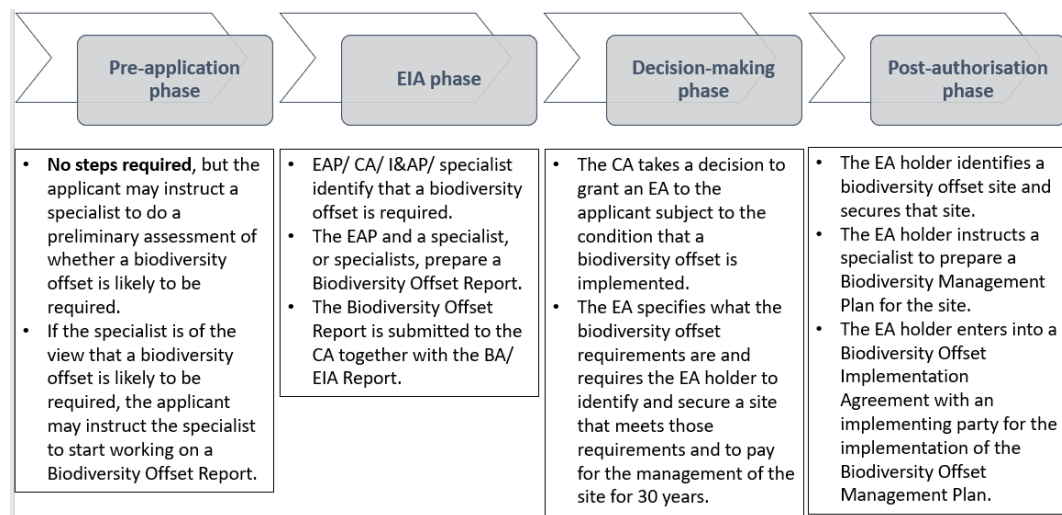 Pre-application
phase
EIA phase
Decision-making
phase
Post-authorisation
phase
• No steps required, but the
applicant may instruct a
specialist to do a
preliminary assessment of
whether a biodiversity
offset is likely to be
required.
• If the specialist is of the
view that a biodiversity
offset is likely to be
required, the applicant
may instruct the specialist
to start working on a
Biodiversity Offset Report.
• EAP/ CA/ I&AP/ specialist
identify that a biodiversity
offset is required.
• The EAP and a specialist,
or specialists, prepare a
Biodiversity Offset Report.
• The Biodiversity Offset
Report is submitted to the
CA together with the BA/
EIA Report.
• The CA takes a decision to
grant an EA to the
applicant subject to the
condition that a
biodiversity offset is
implemented.
• The EA specifies what the
biodiversity offset
requirements are and
requires the EA holder to
identify and secure a site
that meets those
requirements and to pay
for the management of the
site for 30 years.
• The EA holder identifies a
biodiversity offset site and
secures that site.
• The EA holder instructs a
specialist to prepare a
Biodiversity Management
Plan for the site.
• The EA holder enters into a
Biodiversity Offset
Implementation
Agreement with an
implementing party for the
implementation of the
Biodiversity Offset
Management Plan.